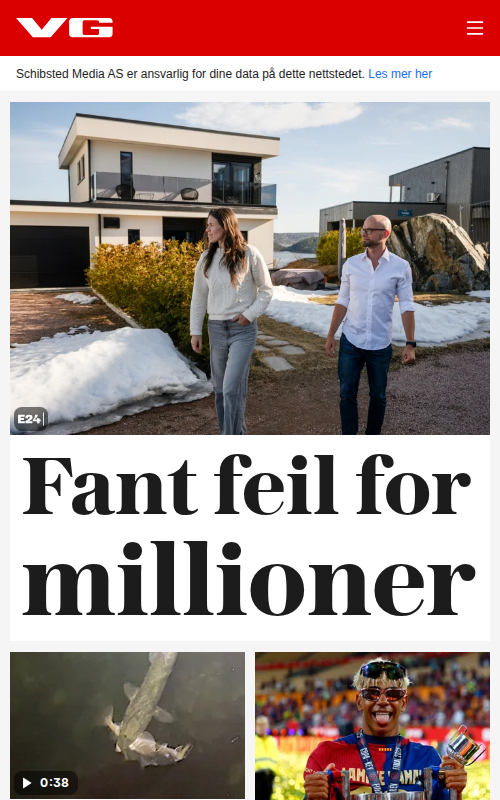 VG
Schibsted Media AS er ansvarlig for dine data på dette nettstedet. Les mer her
E24
Fant feil for
millioner
0:38